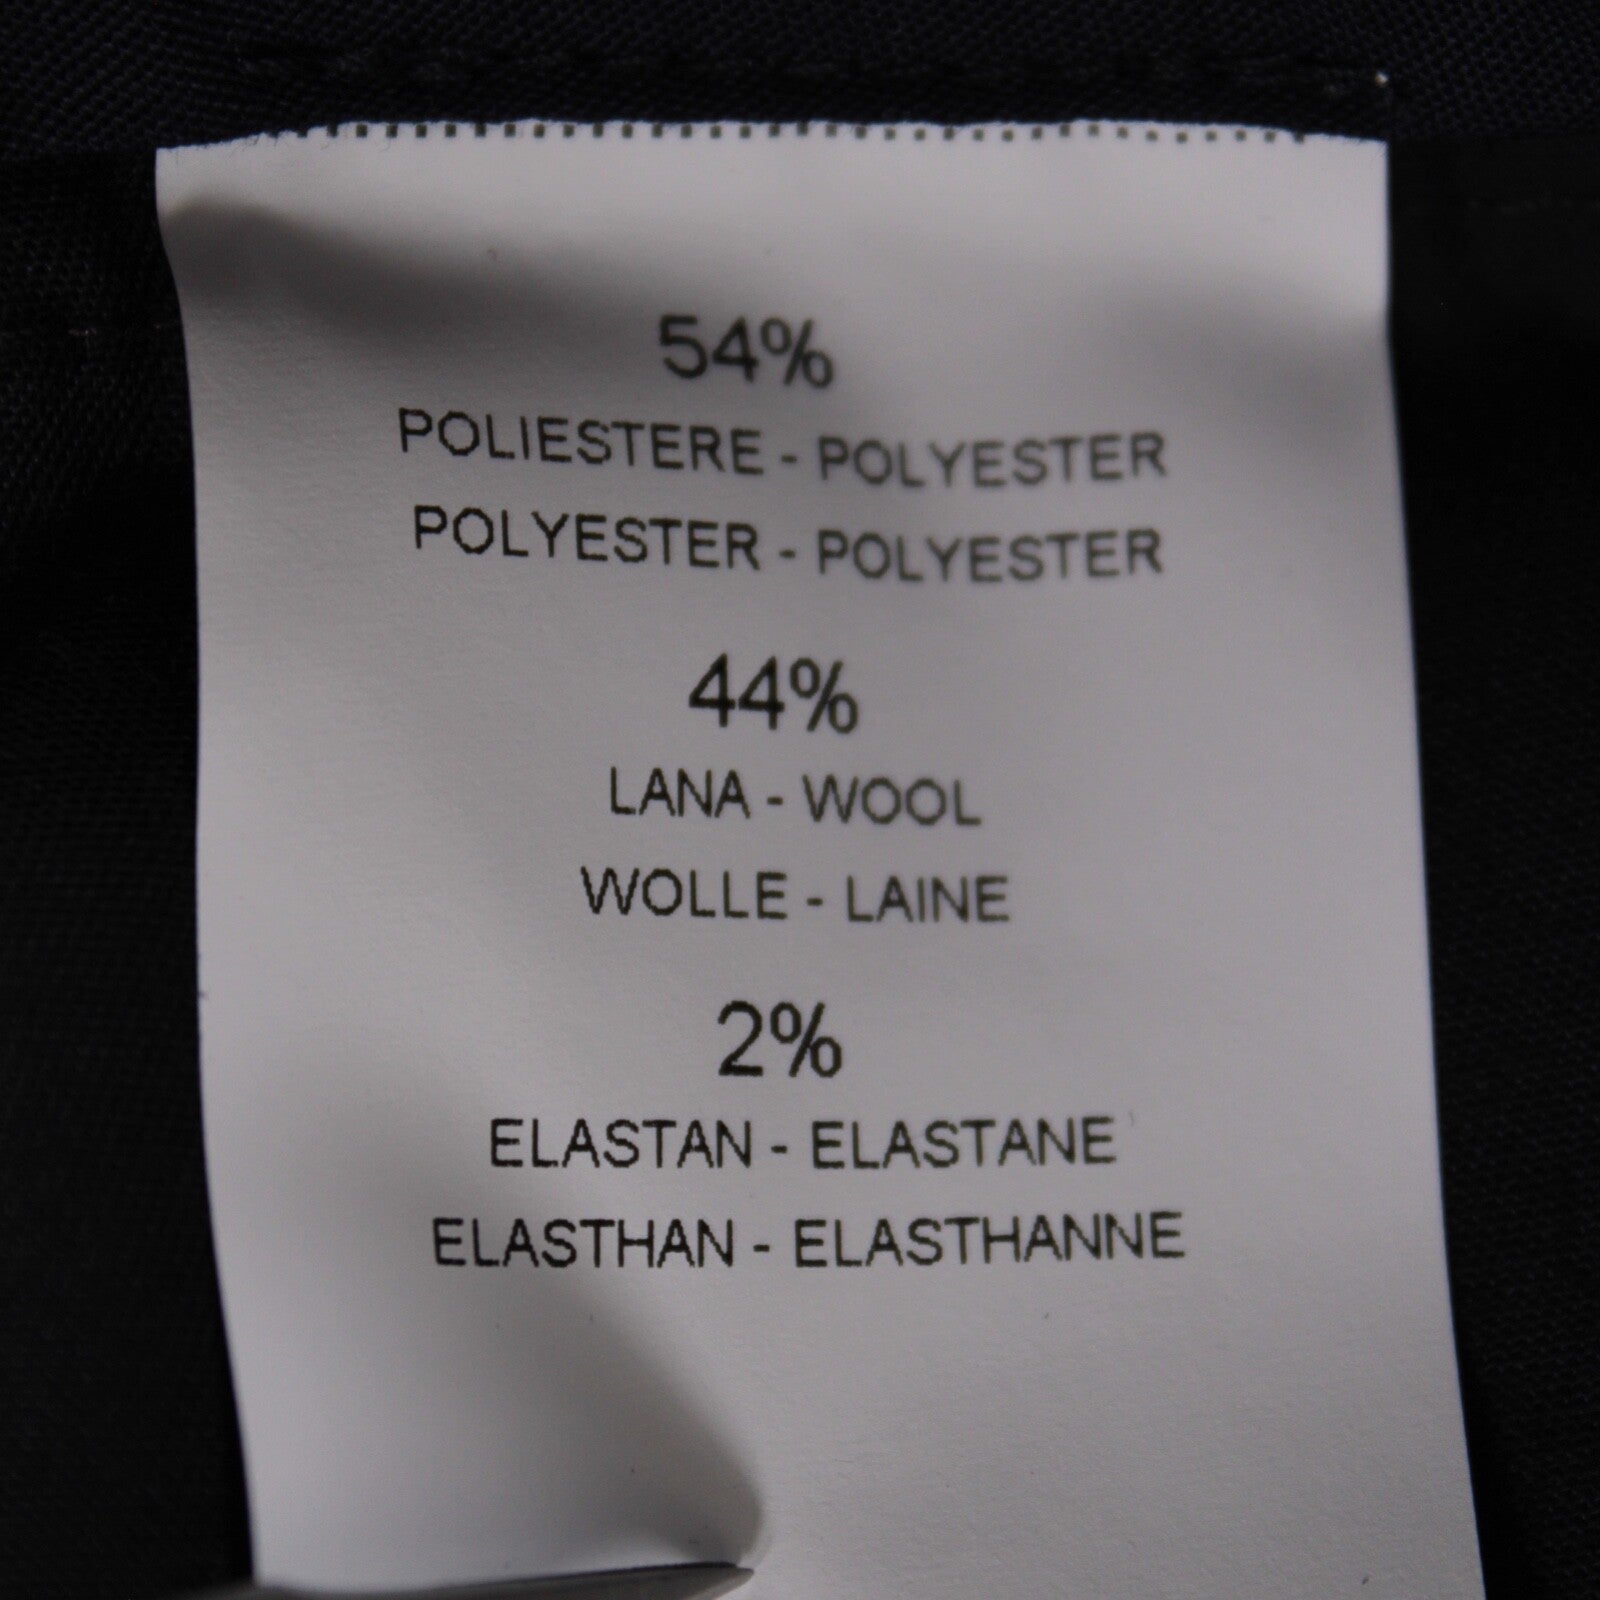 54%
POLIESTERE - POLYESTER
POLYESTER - POLYESTER
44%
LANA - WOOL
WOLLE - LAINE
2%
ELASTAN - ELASTANE
ELASTHAN - ELASTHANNE